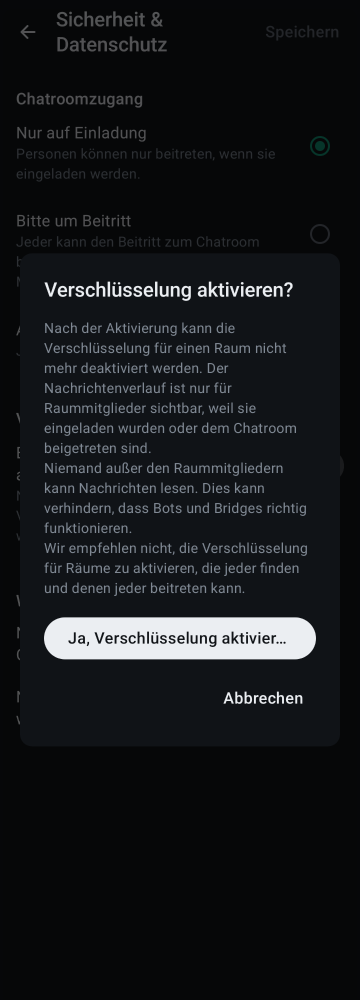 Sicherheit &
Datenschutz
Speichern
Chatroomzugang
Nur auf Einladung
Personen können nur beitreten, wenn sie
eingeladen werden.
Bitte um Beitritt
Jeder kann den Beitritt zum Chatroom
Verschlüsselung aktivieren?
Nach der Aktivierung kann die
Verschlüsselung für einen Raum nicht
mehr deaktiviert werden. Der
Nachrichtenverlauf ist nur für
Raummitglieder sichtbar, weil sie
eingeladen wurden oder dem Chatroom
beigetreten sind.
Niemand außer den Raummitgliedern
kann Nachrichten lesen. Dies kann
verhindern, dass Bots und Bridges richtig
funktionieren.
Wir empfehlen nicht, die Verschlüsselung
für Räume zu aktivieren, die jeder finden
und denen jeder beitreten kann.
Ja, Verschlüsselung aktivier…
Abbrechen